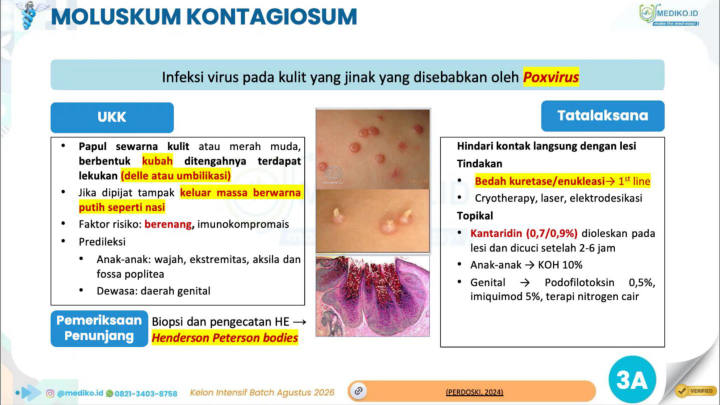 MOLUSKUM KONTAGIOSUM
MEDIKO.ID
Infeksi virus pada kulit yang jinak yang disebabkan oleh Poxvirus
UKK
• Papul sewarna kulit atau merah muda,
berbentuk kubah ditengahnya terdapat
lekukan (delle atau umbilikasi)
• Jika dipijat tampak keluar massa berwarna
putih seperti nasi
• Faktor risiko: berenang, imunokompromais
• Predileksi
• Anak-anak: wajah, ekstremitas, aksila dan
fossa poplitea
• Dewasa: daerah genital
Pemeriksaan
Penunjang
Biopsi dan pengecatan HE →
Henderson Peterson bodies
Tatalaksana
Hindari kontak langsung dengan lesi
Tindakan
• Bedah kuretase/enukleasi→ 1st line
• Cryotherapy, laser, elektrodesikasi
Topikal
• Kantaridin (0,7/0,9%) dioleskan pada
lesi dan dicuci setelah 2-6 jam
• Anak-anak → KOH 10%
• Genital → Podofilotoksin 0,5%,
imiquimod 5%, terapi nitrogen cair
3A
@mediko.id 0821-3403-8758 Kelon Intensif Batch Agustus 2026
(PERDOSKI, 2024)
VERIFIED